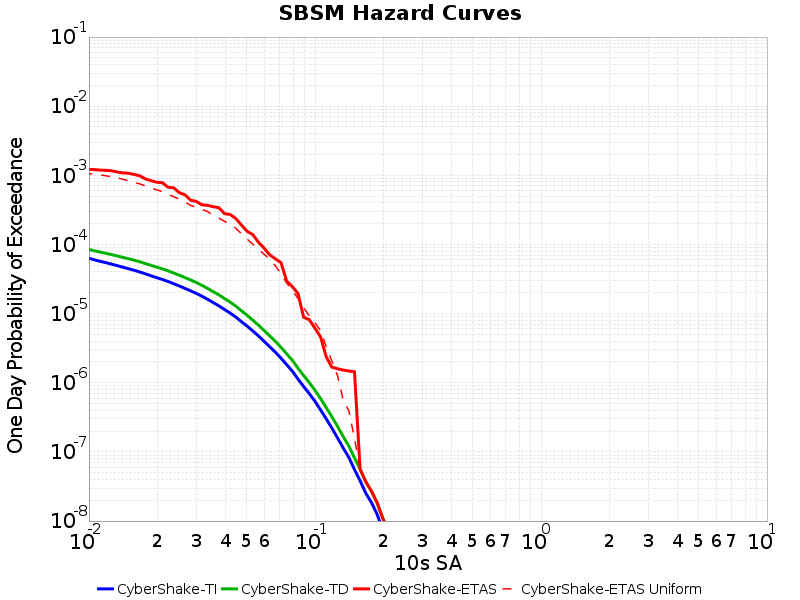 SBSM Hazard Curves
One Day Probability of Exceedance
10-1
10-2
10-3
10-4
10-5
10-6
10-7
10-8
10-2 2 3 4 5 6 10-1 2 3 4 5 6 7 100 2 3 4 5 6 7 101
10s SA
CyberShake-TI CyberShake-TD CyberShake-ETAS CyberShake-ETAS Uniform